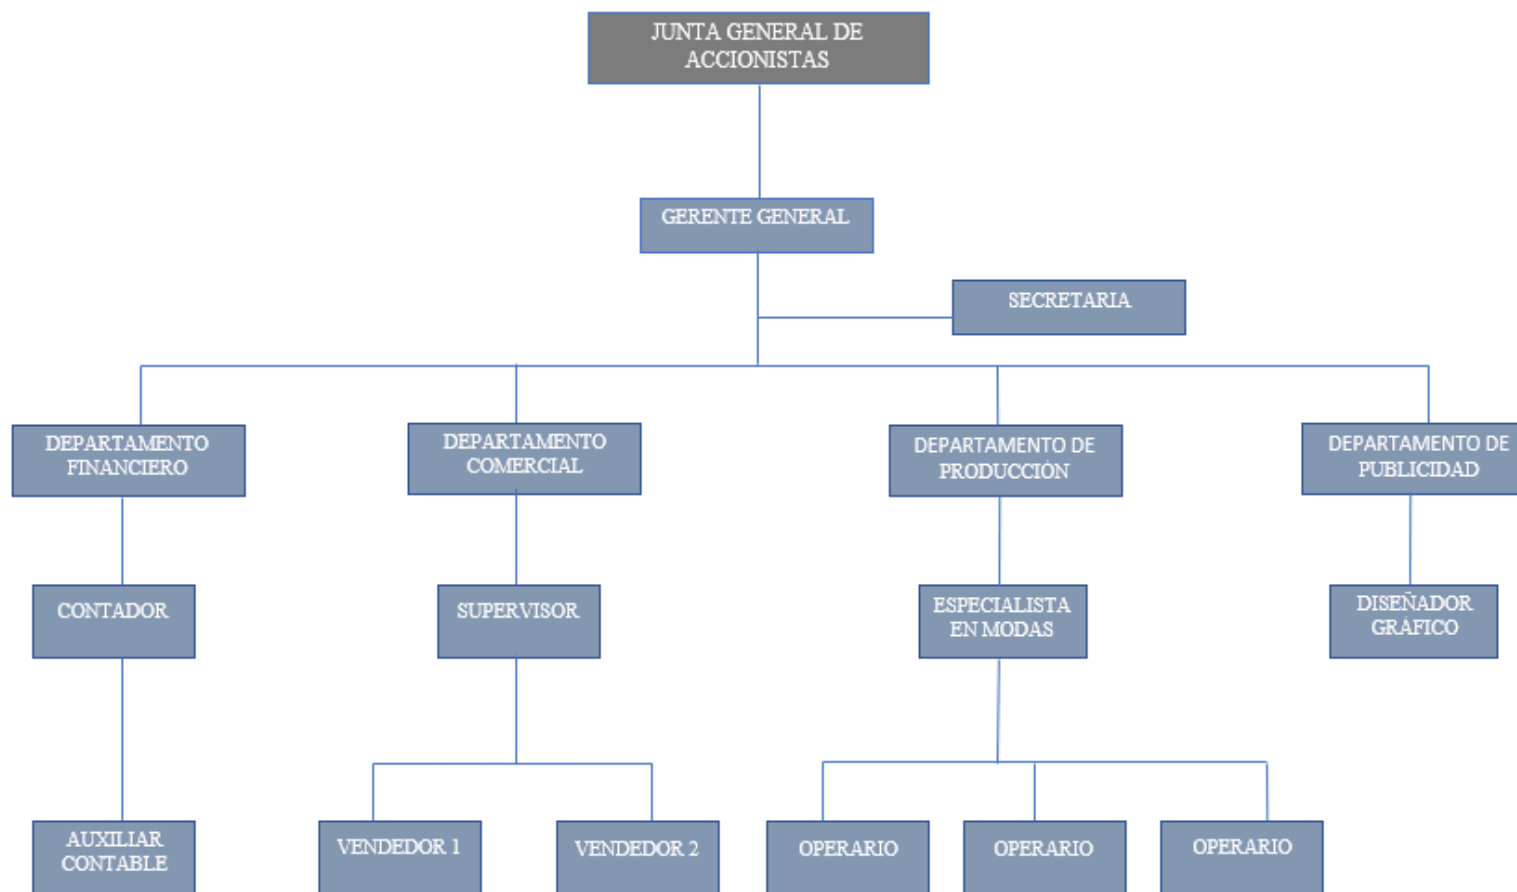 JUNTA GENERAL DE
ACCIONISTAS
GERENTE GENERAL
SECRETARIA
DEPARTAMENTO
FINANCIERO
DEPARTAMENTO
COMERCIAL
DEPARTAMENTO DE
PRODUCCIÓN
DEPARTAMENTO DE
PUBLICIDAD
CONTADOR
SUPERVISOR
ESPECIALISTA
EN MODAS
DISEÑADOR
GRÁFICO
AUXILIAR
CONTABLE
VENDEDOR 1
VENDEDOR 2
OPERARIO
OPERARIO
OPERARIO